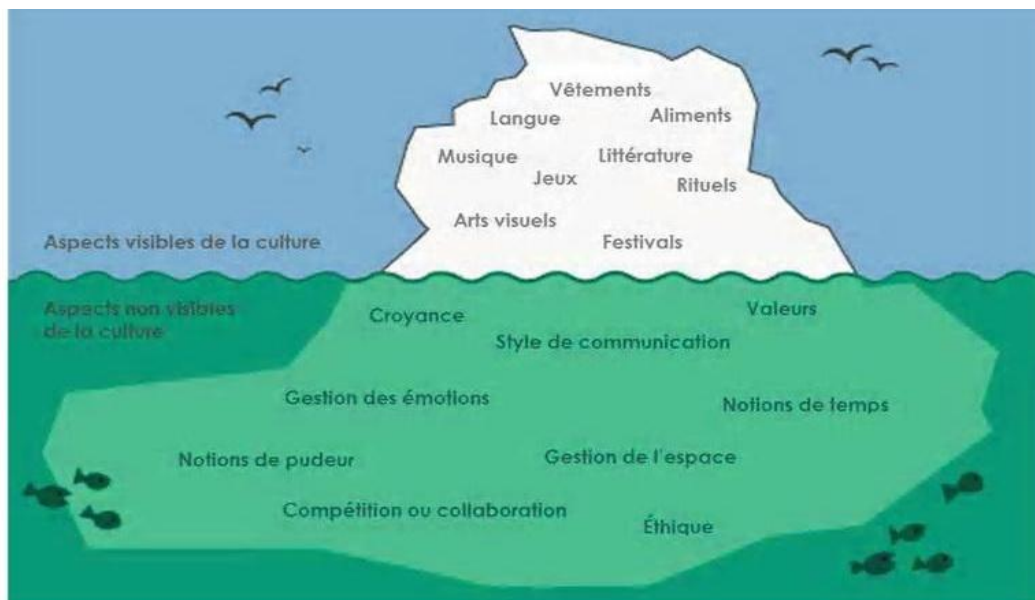 Vêtements
Langue
Aliments
Musique
Littérature
Jeux
Rituels
Arts visuels
Festivals
Aspects visibles de la culture
Aspects non visibles
de la culture
Croyance
Valeurs
Style de communication
Gestion des émotions
Notions de temps
Notions de pudeur
Gestion de l'espace
Compétition ou collaboration
Éthique